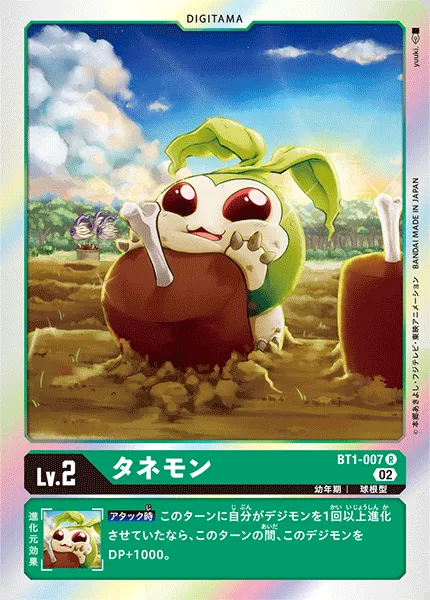 DIGITAMA
yuuki.
©本郷あきよし・フジテレビ・東映アニメーション BANDAI MADE IN JAPAN
BT1-007 R
02
Lv.2 タネモン
幼年期 | 球根型
進化元効果
アタック時 このターンに自分がデジモンを1回以上進化
させていたなら、このターンの間、このデジモンを
DP+1000。